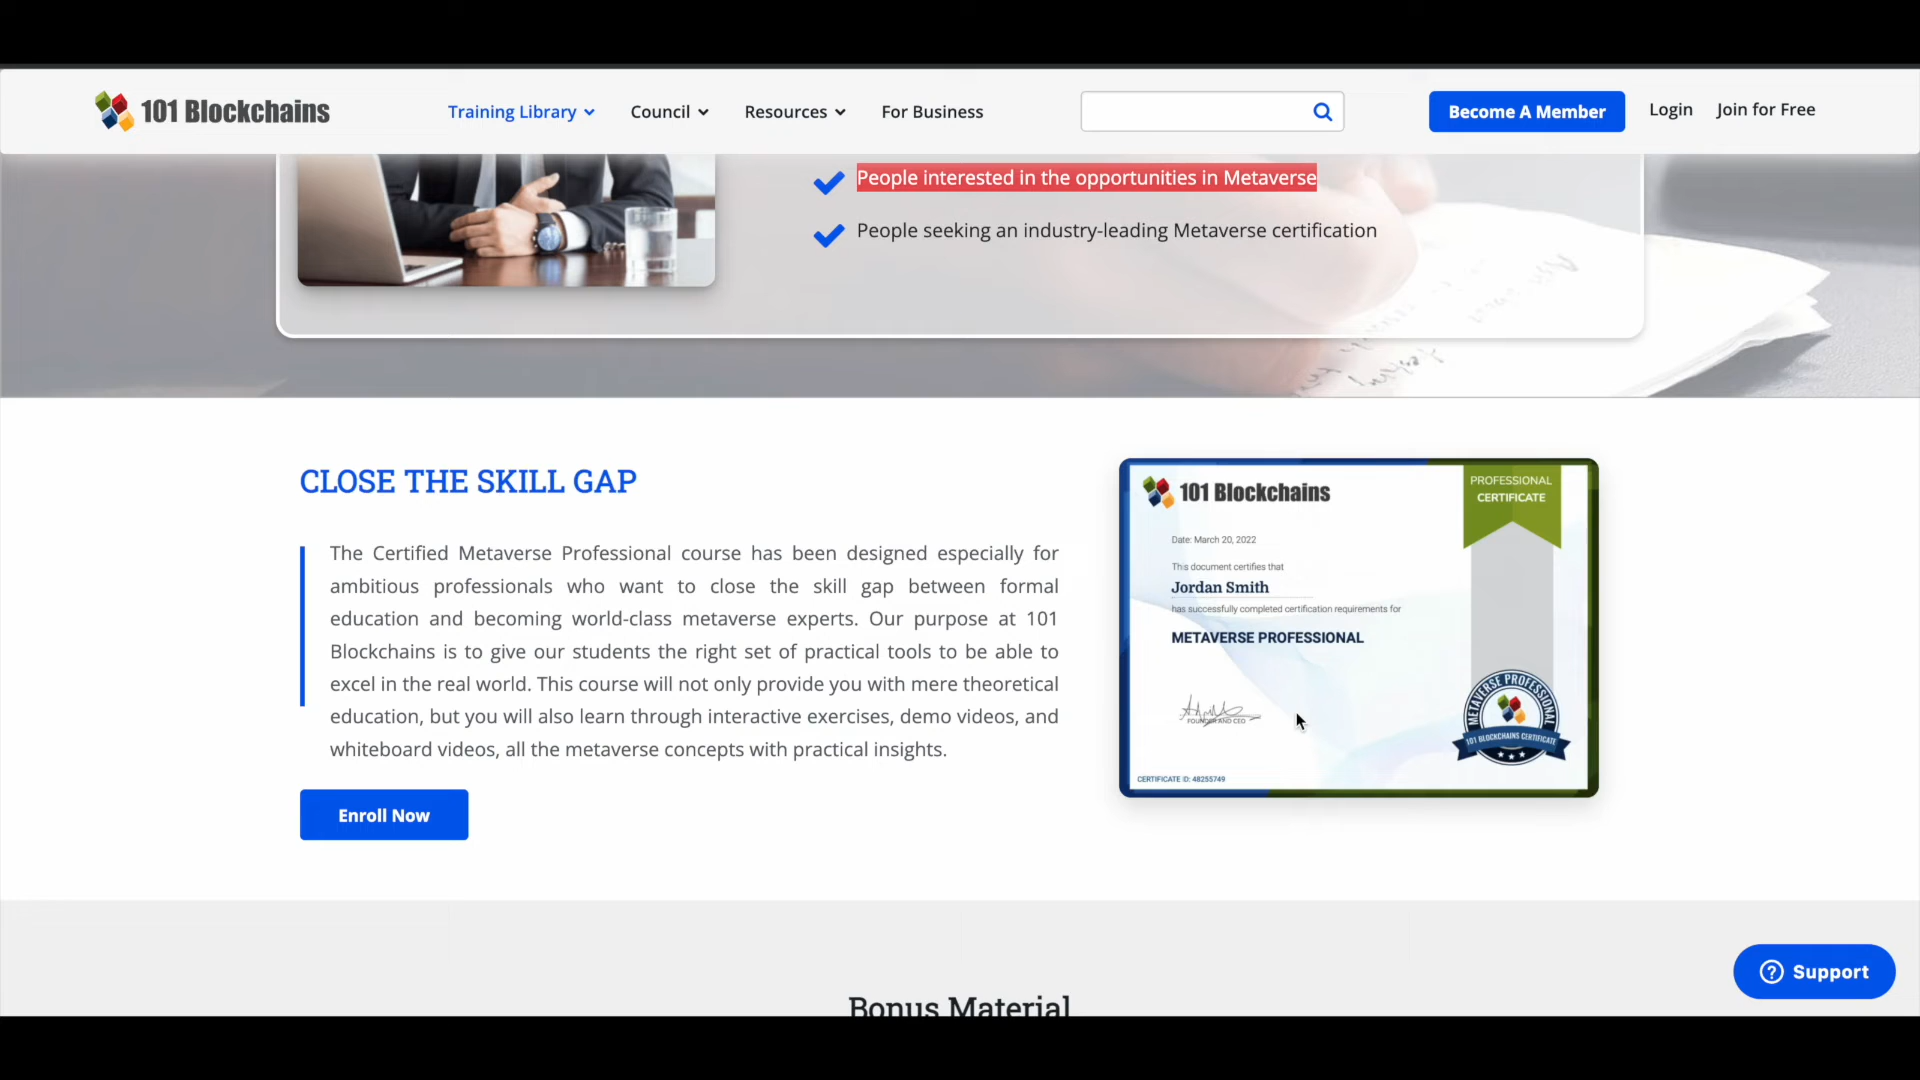 101 Blockchains
Training Library
Council
Resources
For Business
Become A Member
Login
Join for Free
People interested in the opportunities in Metaverse
People seeking an industry-leading Metaverse certification
CLOSE THE SKILL GAP
The Certified Metaverse Professional course has been designed especially for
ambitious professionals who want to close the skill gap between formal
education and becoming world-class metaverse experts. Our purpose at 101
Blockchains is to give our students the right set of practical tools to be able to
excel in the real world. This course will not only provide you with mere theoretical
education, but you will also learn through interactive exercises, demo videos, and
whiteboard videos, all the metaverse concepts with practical insights.
Enroll Now
101 Blockchains
PROFESSIONAL
CERTIFICATE
Date: March 20, 2022
This document certifies that
Jordan Smith
has successfully completed certification requirements for
METAVERSE PROFESSIONAL
FOUNDER AND CEO
METAVERSE PROFESSIONAL
101 BLOCKCHAINS CERTIFICATE
CERTIFICATE ID: 48255749
Bonus Material
Support